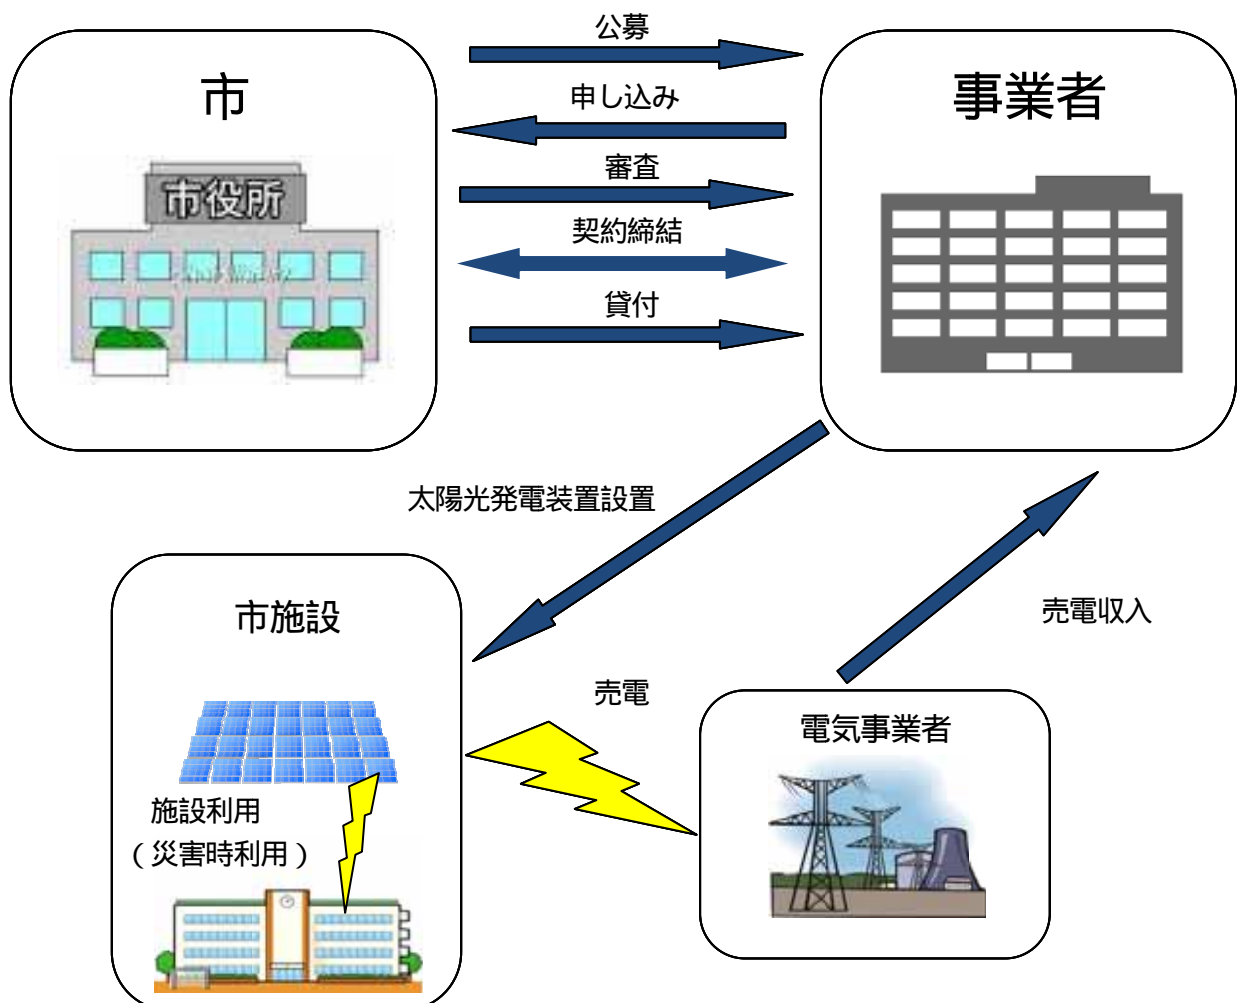 公募
市
事業者
申し込み
市役所
審査
契約締結
貸付
太陽光発電装置設置
市施設
売電収入
売電
電気事業者
施設利用
(災害時利用)